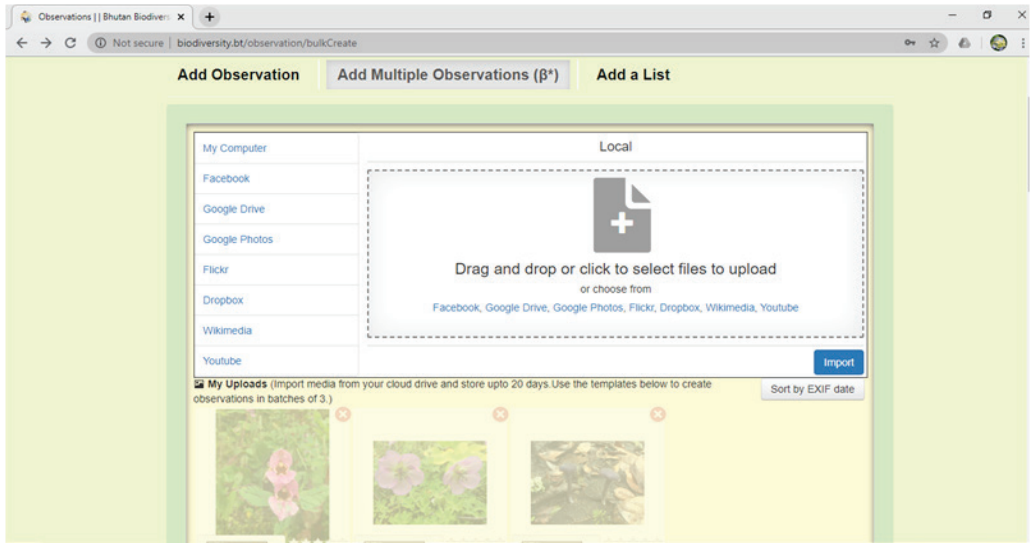 Observations | | Bhutan Biodivers
Not secure | biodiversity.bt/observation/bulkCreate
Add Observation
Add Multiple Observations (β*)
Add a List
My Computer
Facebook
Google Drive
Google Photos
Flickr
Dropbox
Wikimedia
Youtube
Local
Drag and drop or click to select files to upload
or choose from
Facebook, Google Drive, Google Photos, Flickr, Dropbox, Wikimedia, Youtube
Import
My Uploads (Import media from your cloud drive and store upto 20 days.Use the templates below to create
observations in batches of 3.)
Sort by EXIF date